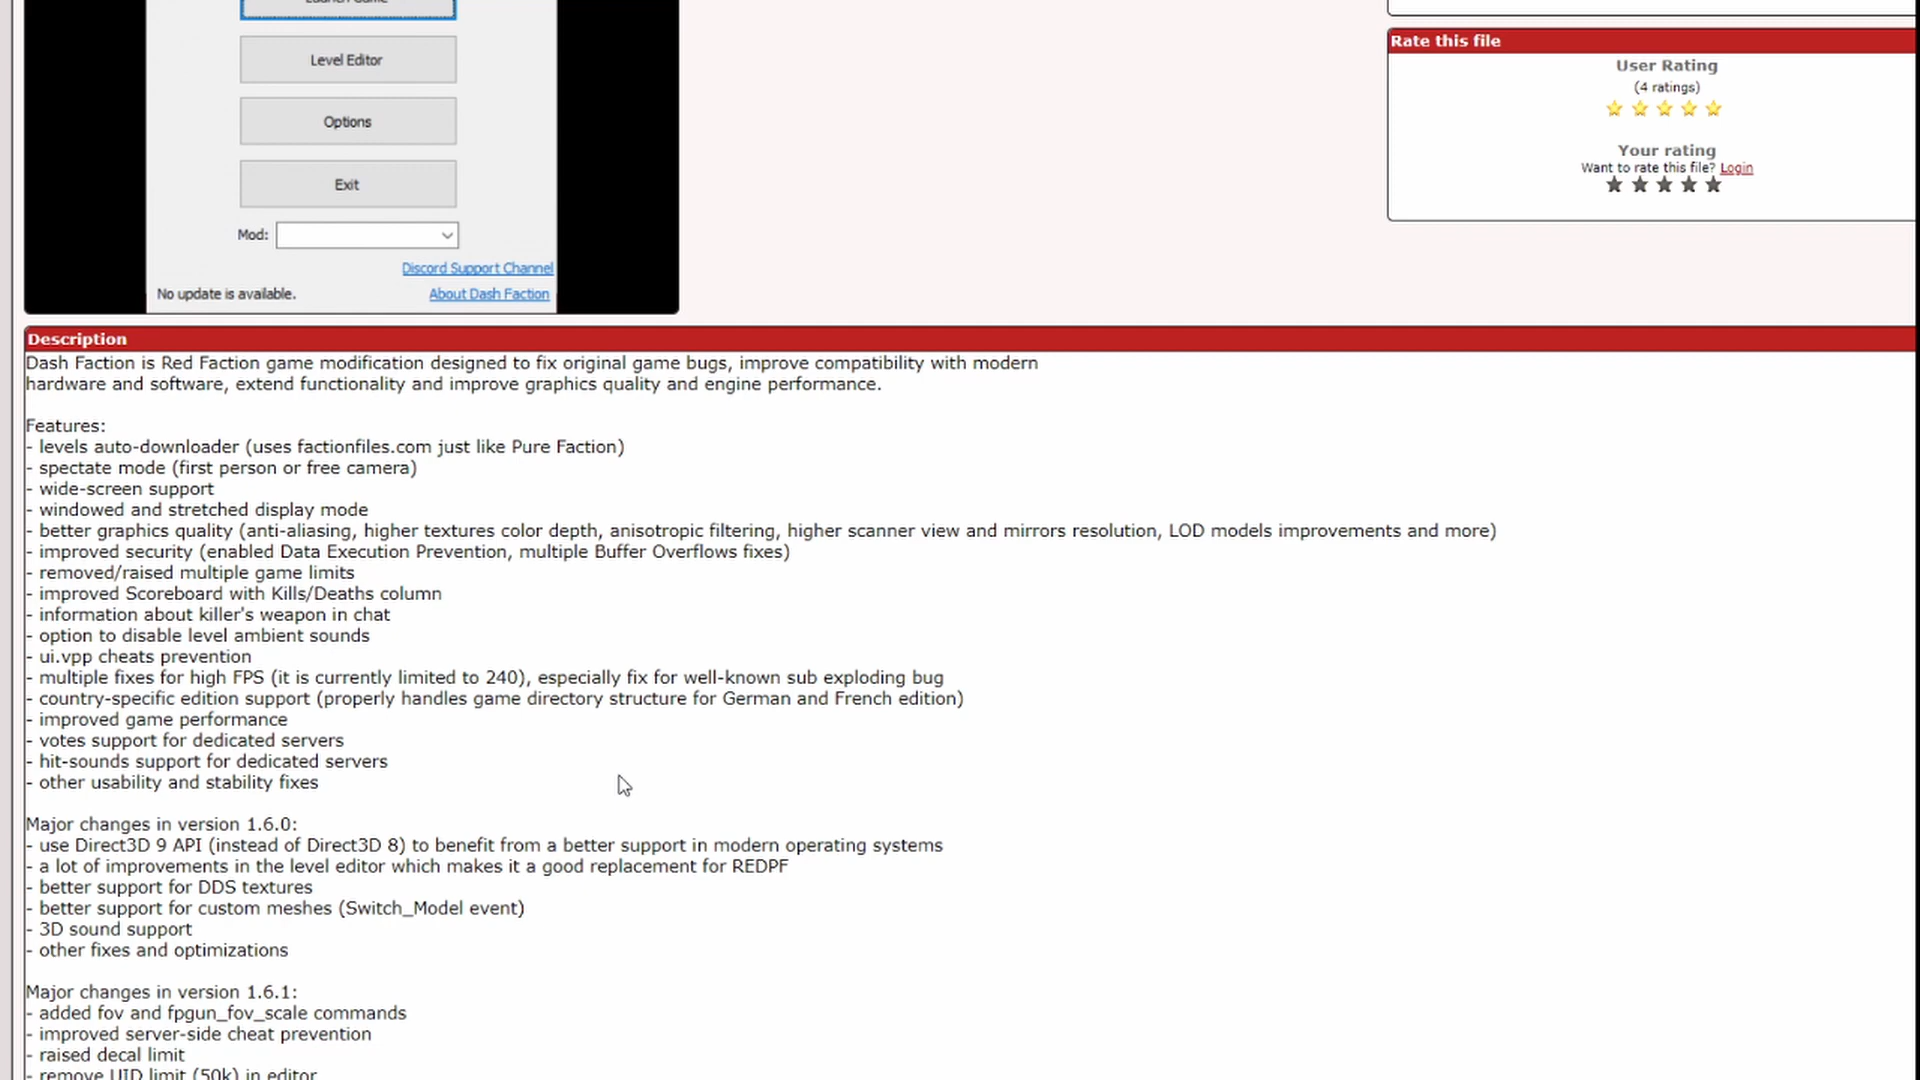 Launch Game
Level Editor
Options
Exit
Mod:
Discord Support Channel
No update is available.
About Dash Faction
Rate this file
User Rating
(4 ratings)
Your rating
Want to rate this file? Login
Description
Dash Faction is Red Faction game modification designed to fix original game bugs, improve compatibility with modern
hardware and software, extend functionality and improve graphics quality and engine performance.
Features:
- levels auto-downloader (uses factionfiles.com just like Pure Faction)
- spectate mode (first person or free camera)
- wide-screen support
- windowed and stretched display mode
- better graphics quality (anti-aliasing, higher textures color depth, anisotropic filtering, higher scanner view and mirrors resolution, LOD models improvements and more)
- improved security (enabled Data Execution Prevention, multiple Buffer Overflows fixes)
- removed/raised multiple game limits
- improved Scoreboard with Kills/Deaths column
- information about killer's weapon in chat
- option to disable level ambient sounds
- ui.vpp cheats prevention
- multiple fixes for high FPS (it is currently limited to 240), especially fix for well-known sub exploding bug
- country-specific edition support (properly handles game directory structure for German and French edition)
- improved game performance
- votes support for dedicated servers
- hit-sounds support for dedicated servers
- other usability and stability fixes
Major changes in version 1.6.0:
- use Direct3D 9 API (instead of Direct3D 8) to benefit from a better support in modern operating systems
- a lot of improvements in the level editor which makes it a good replacement for REDPF
- better support for DDS textures
- better support for custom meshes (Switch_Model event)
- 3D sound support
- other fixes and optimizations
Major changes in version 1.6.1:
- added fov and fpgun_fov_scale commands
- improved server-side cheat prevention
- raised decal limit
- remove UID limit (50k) in editor